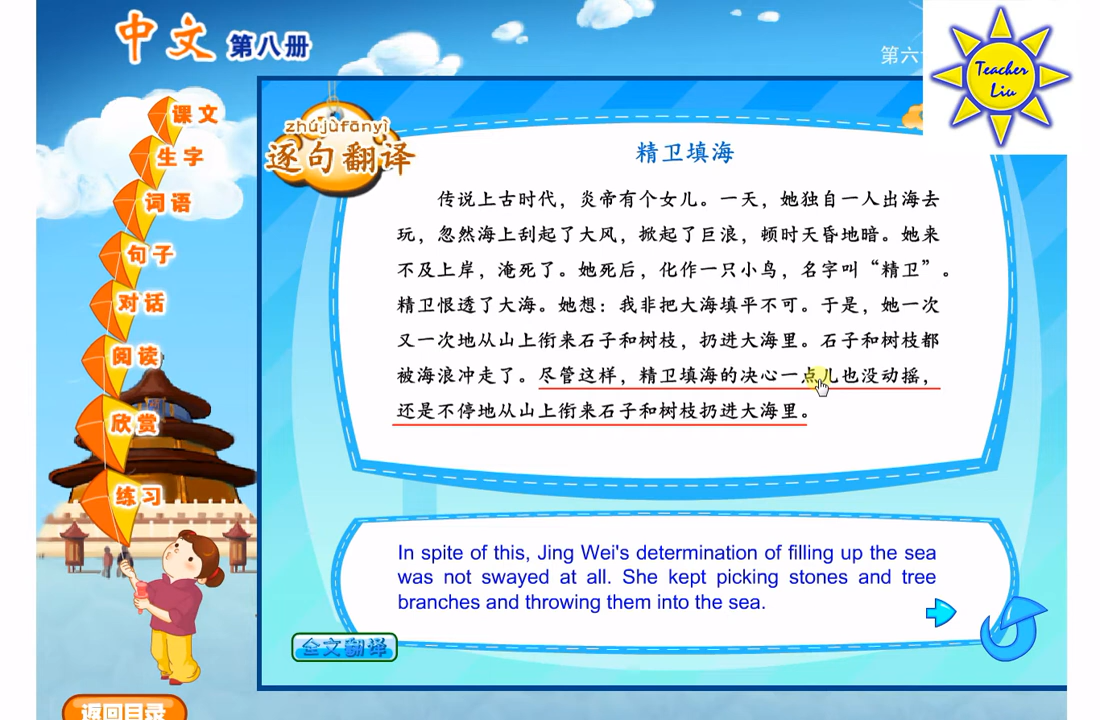 中文 第八册
第六
Teacher
Liu
课文
生字
词语
句子
对话
阅读
欣赏
练习
返回目录
zhújùfānyì
逐句翻译
精卫填海
传说上古时代，炎帝有个女儿。一天，她独自一人出海去
玩，忽然海上刮起了大风，掀起了巨浪，顿时天昏地暗。她来
不及上岸，淹死了。她死后，化作一只小鸟，名字叫“精卫”。
精卫恨透了大海。她想：我非把大海填平不可。于是，她一次
又一次地从山上衔来石子和树枝，扔进大海里。石子和树枝都
被海浪冲走了。尽管这样，精卫填海的决心一点儿也没动摇，
还是不停地从山上衔来石子和树枝扔进大海里。
In spite of this, Jing Wei's determination of filling up the sea
was not swayed at all. She kept picking stones and tree
branches and throwing them into the sea.
全文翻译